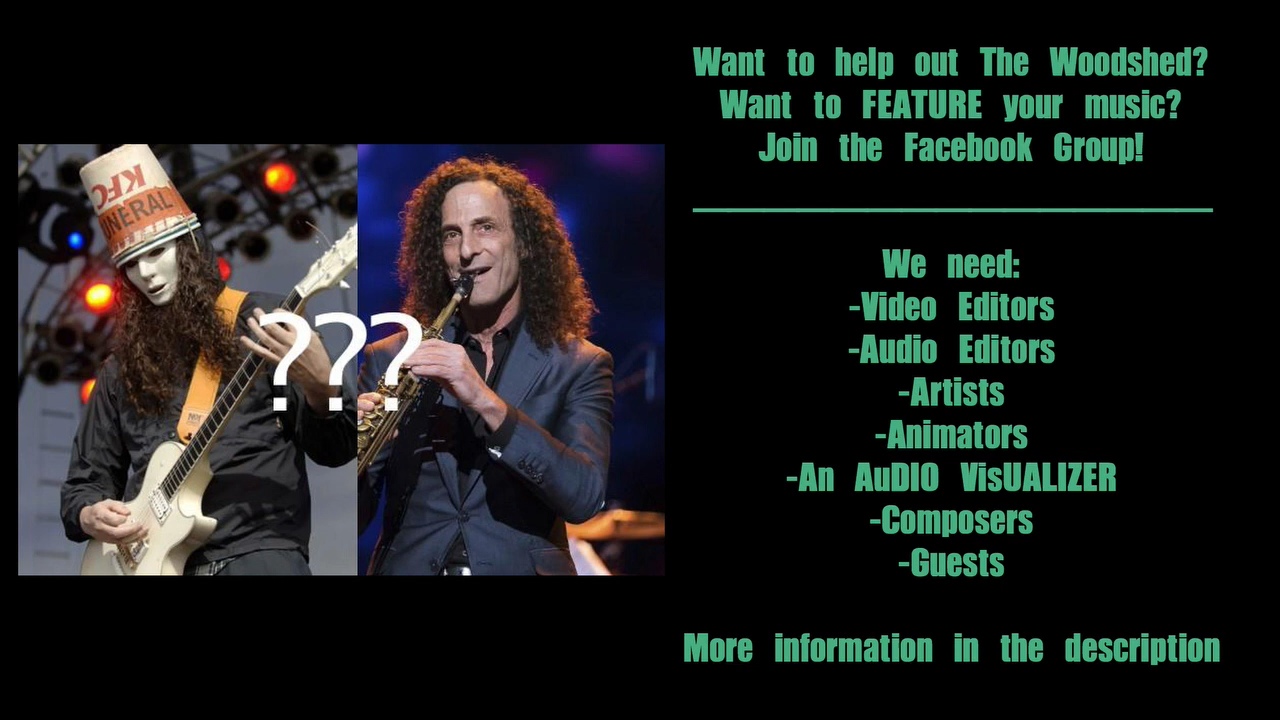 KFC
UNERAL
???
Want to help out The Woodshed?
Want to FEATURE your music?
Join the Facebook Group!
We need:
-Video Editors
-Audio Editors
-Artists
-Animators
-An AuDIO VisUALIZER
-Composers
-Guests
More information in the description